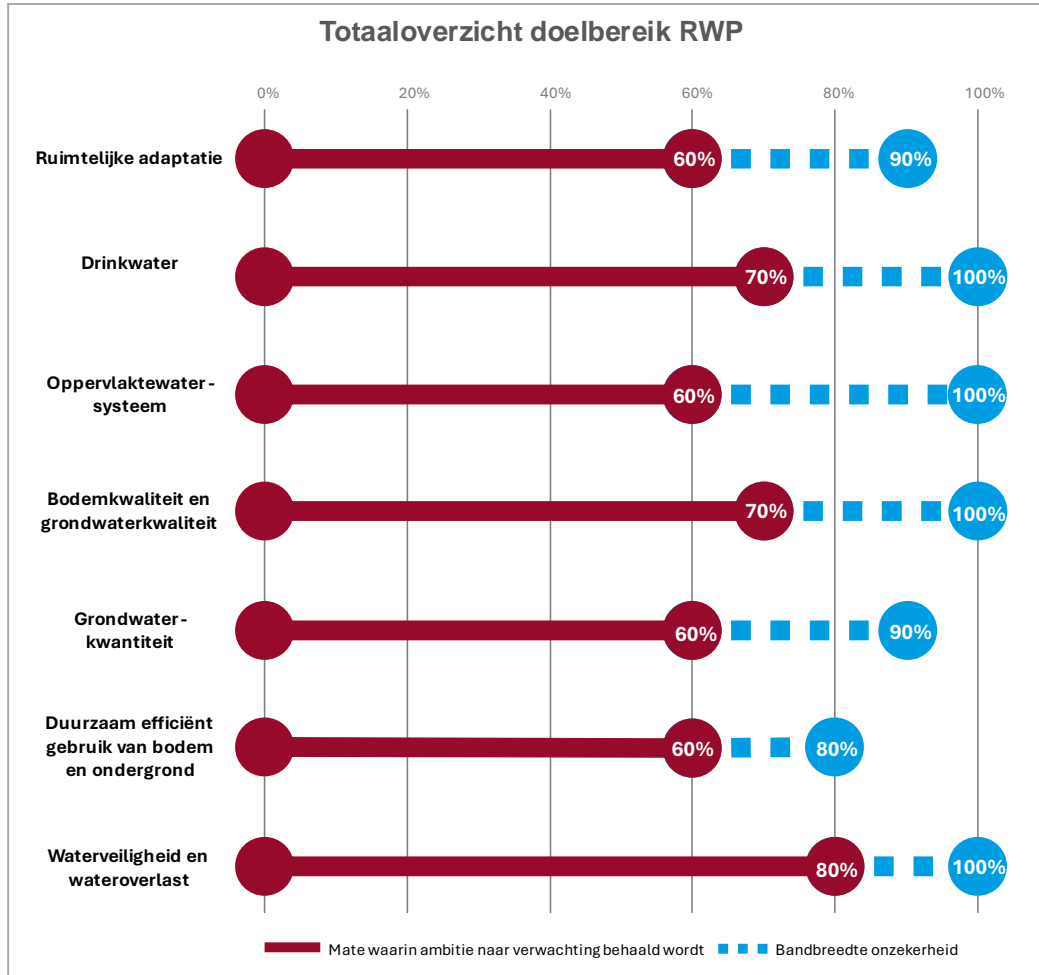 Totaaloverzicht doelbereik RWP
0% 20% 40% 60% 80% 100%
Ruimtelijke adaptatie 60% 90%
Drinkwater 70% 100%
Oppervlaktewater-
systeem 60% 100%
Bodemkwaliteit en
grondwaterkwaliteit 70% 100%
Grondwater-
kwantiteit 60% 90%
Duurzaam efficiënt
gebruik van bodem 60% 80%
en ondergrond
Waterveiligheid en
wateroverlast 80% 100%
Mate waarin ambitie naar verwachting behaald wordt Bandbreedte onzekerheid